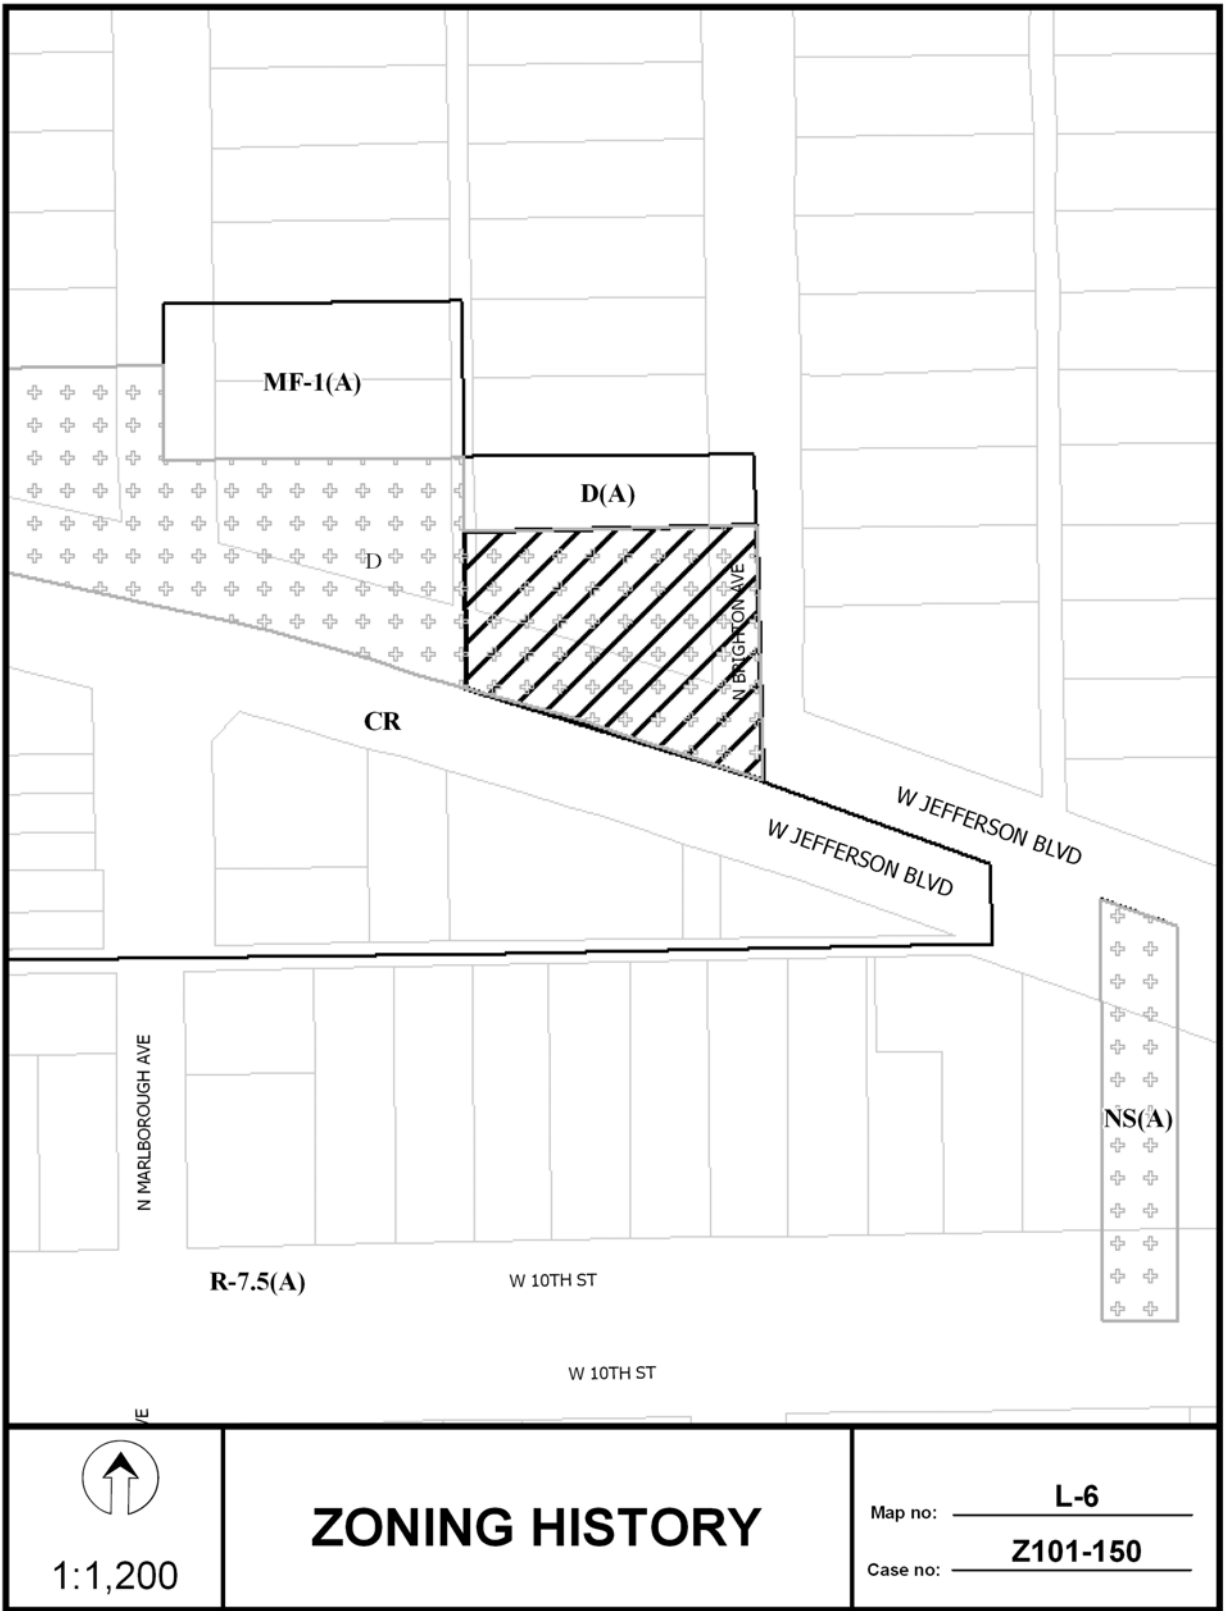 MF-1(A)
D(A)
D
N BRIGHTON AVE
CR
W JEFFERSON BLVD
W JEFFERSON BLVD
NS(A)
N MARLBOROUGH AVE
R-7.5(A)
W 10TH ST
W 10TH ST
VE
1:1,200
ZONING HISTORY
Map no: L-6
Case no: Z101-150